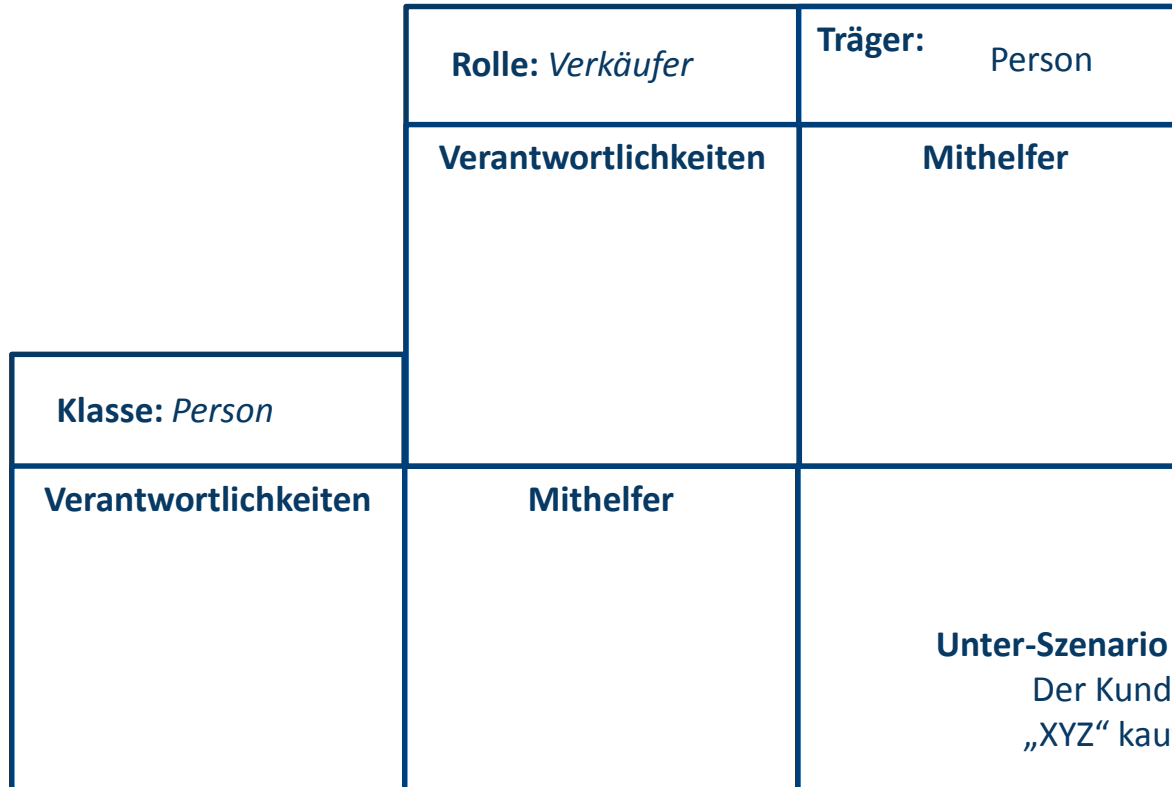 Rolle: Verkäufer
Träger: Person
Verantwortlichkeiten
Mithelfer
Klasse: Person
Verantwortlichkeiten
Mithelfer
Unter-Szenario
Der Kund
„XYZ“ kau